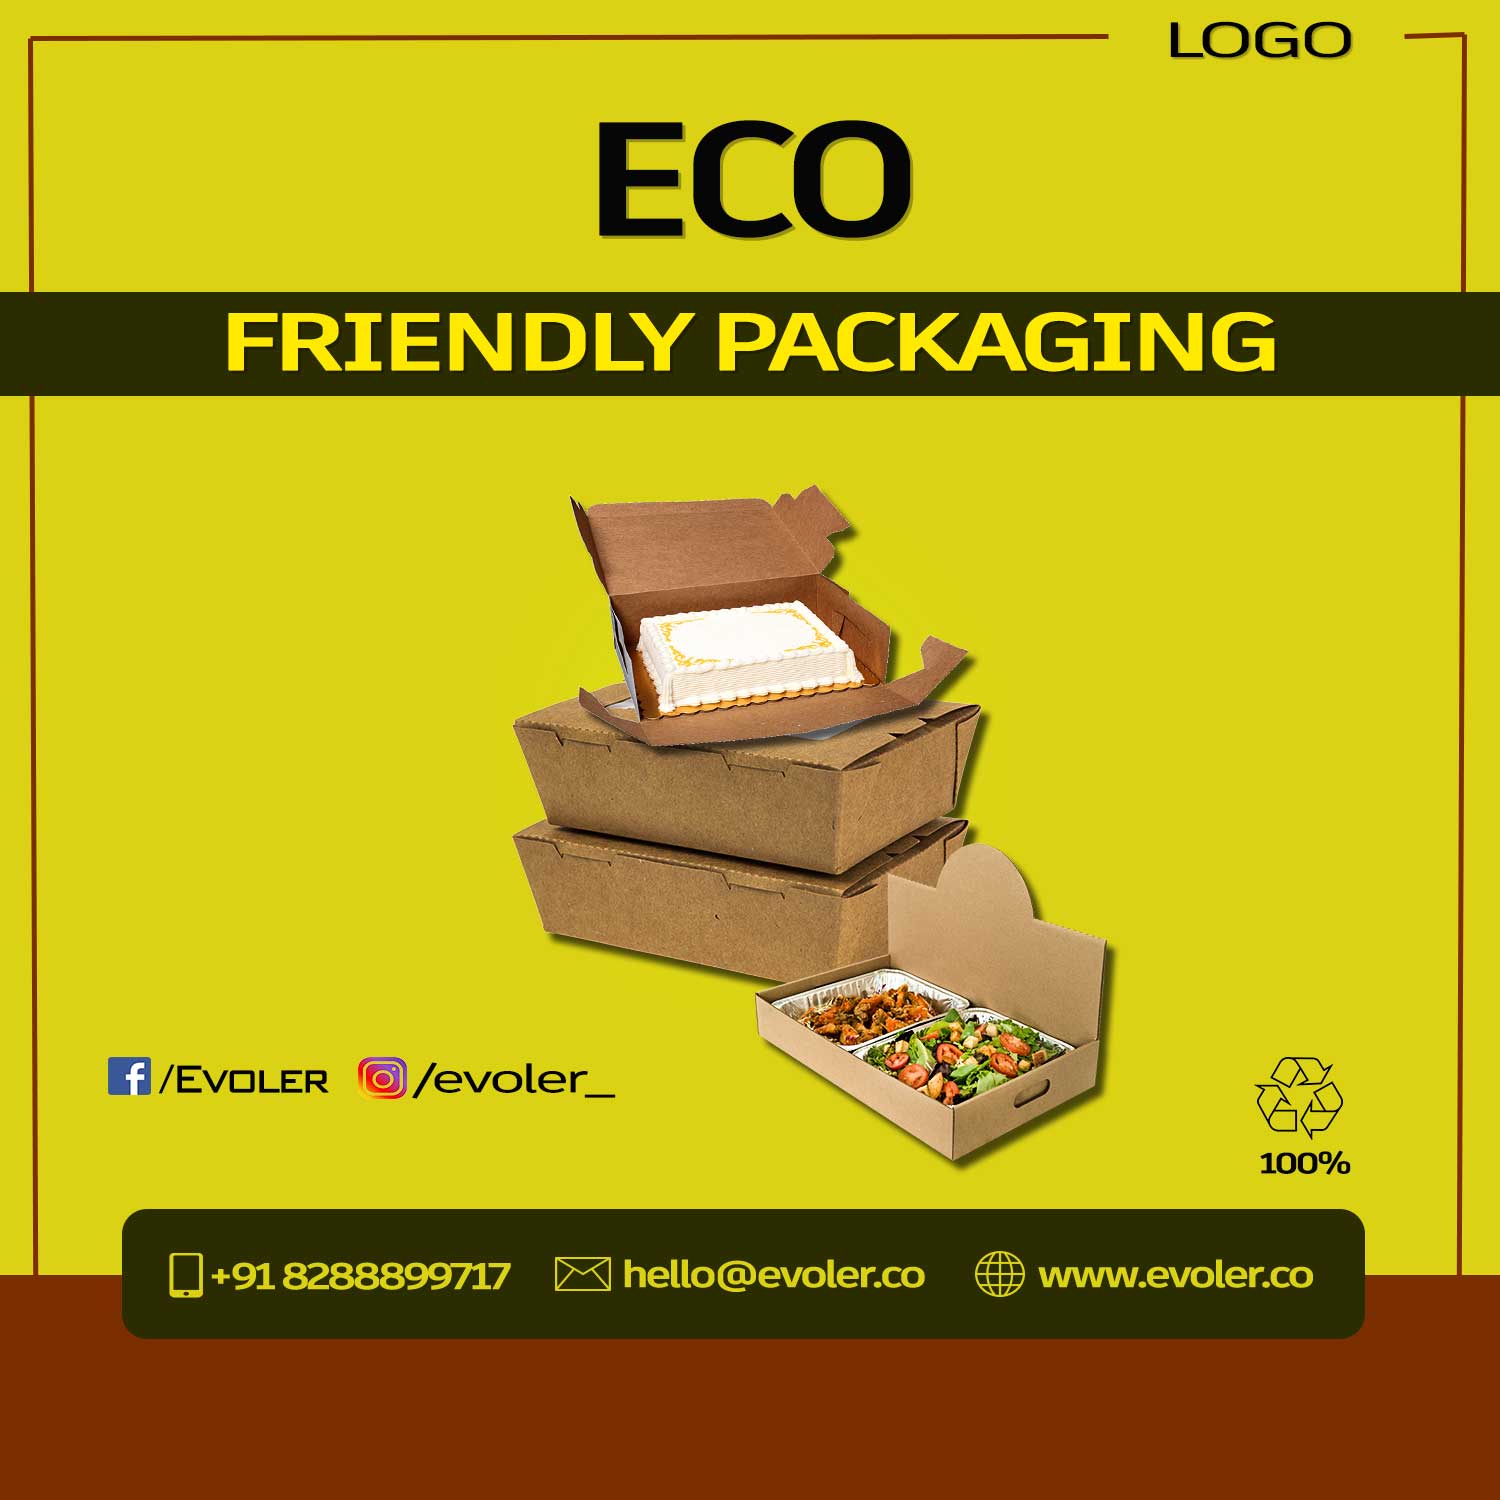 LOGO
ECO
FRIENDLY PACKAGING
/EVOLER /evoler_
100%
+91 8288899717 hello@evoler.co www.evoler.co